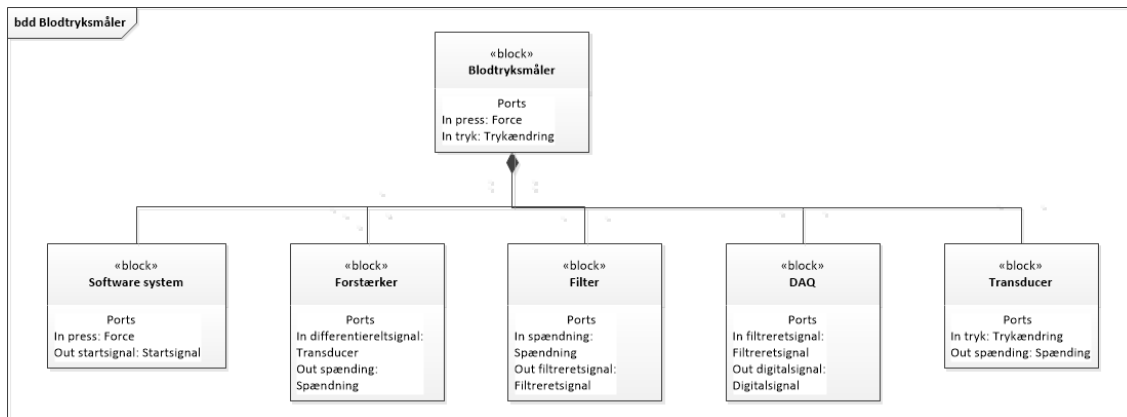 bdd Blodtryksmåler
«block»
Blodtryksmåler
Ports
In press: Force
In tryk: Trykændring
«block»
Software system
Ports
In press: Force
Out startsignal: Startsignal
«block»
Forstærker
Ports
In differentiereltsignal:
Transducer
Out spænding:
Spændning
«block»
Filter
Ports
In spændning:
Spændning
Out filtreretsignal:
Filtreretsignal
«block»
DAQ
Ports
In filtreretsignal:
Filtreretsignal
Out digitalsignal:
Digitalsignal
«block»
Transducer
Ports
In tryk: Trykændring
Out spænding: Spænding